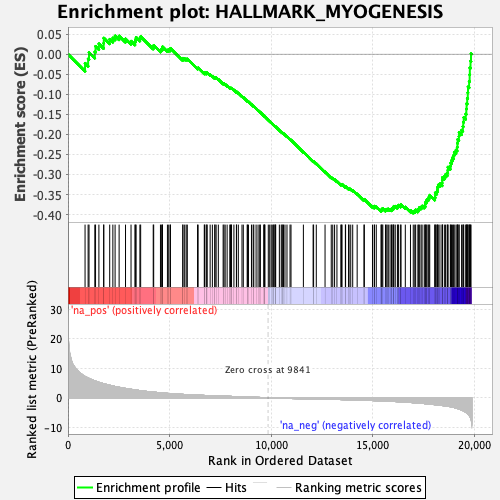 Enrichment plot: HALLMARK_MYOGENESIS
Enrichment score (ES)
0.05
0.00
-0.05
-0.10
-0.15
-0.20
-0.25
-0.30
-0.35
-0.40
Ranked list metric (PreRanked)
'na_pos' (positively correlated)
30
20
10
0
-10
Zero cross at 9841
'na_neg' (negatively correlated)
0
5,000
10,000
15,000
20,000
Rank in Ordered Dataset
Enrichment profile
Hits
Ranking metric scores